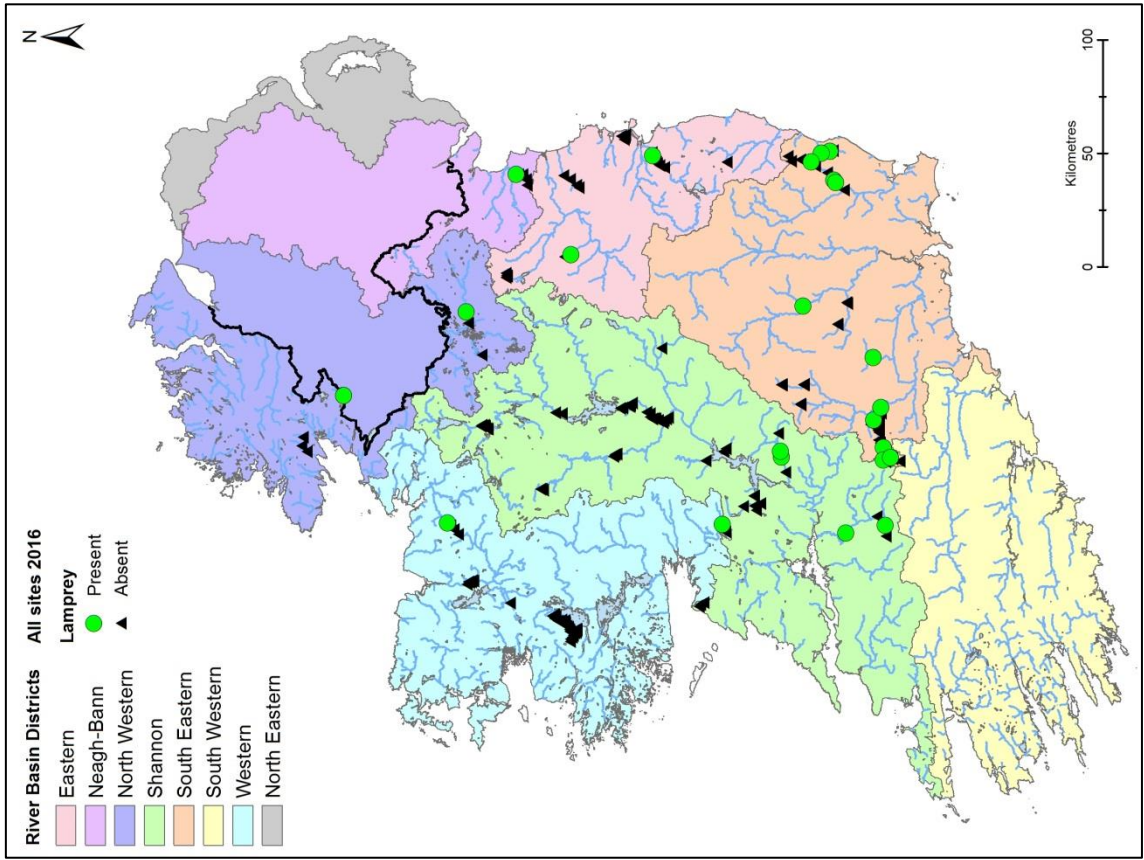 River Basin Districts
Eastern
Neagh-Bann
North Western
Shannon
South Eastern
South Western
Western
North Eastern
All sites 2016
Lamprey
Present
Absent
N
Kilometres
0 50 100